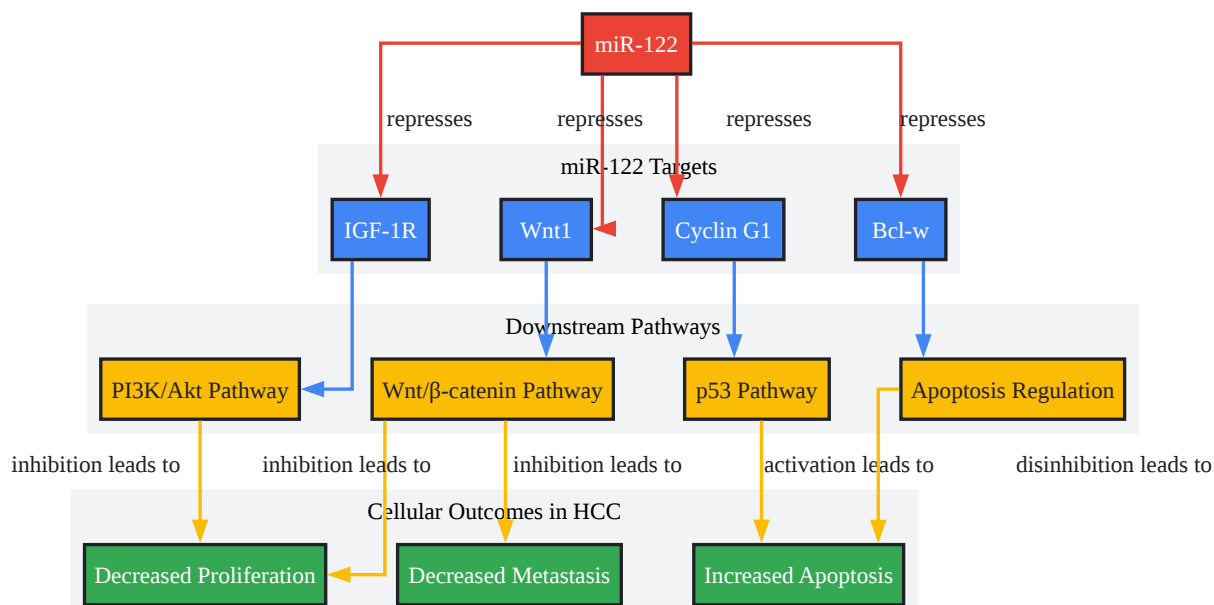 miR-122
represses
represses
represses
represses
miR-122 Targets
IGF-1R
Wnt1
Cyclin G1
Bcl-w
Downstream Pathways
PI3K/Akt Pathway
Wnt/β-catenin Pathway
p53 Pathway
Apoptosis Regulation
inhibition leads to
inhibition leads to
inhibition leads to
activation leads to
disinhibition leads to
Cellular Outcomes in HCC
Decreased Proliferation
Decreased Metastasis
Increased Apoptosis